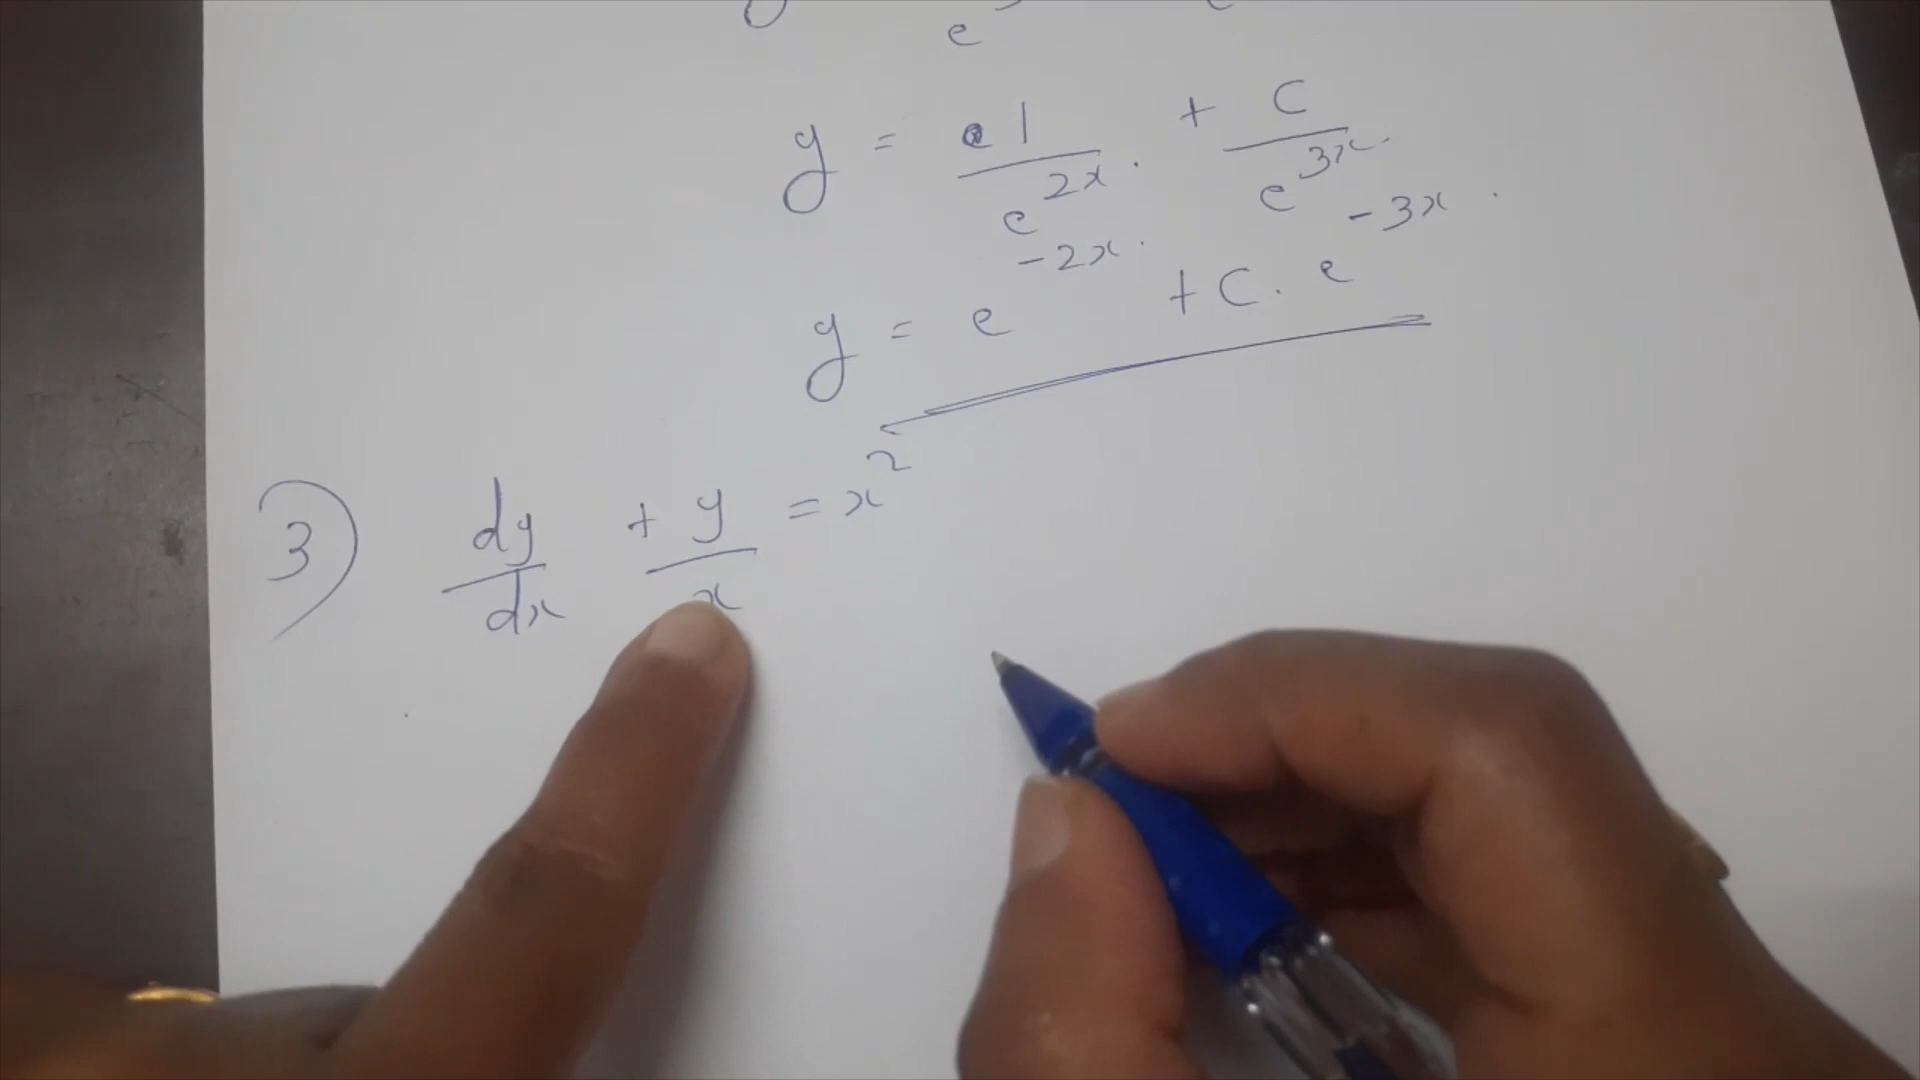 e
y = 1/e^2x + C/e^3x
y = e^-2x + C. e^-3x
3) dy/dx + y/x = x^2